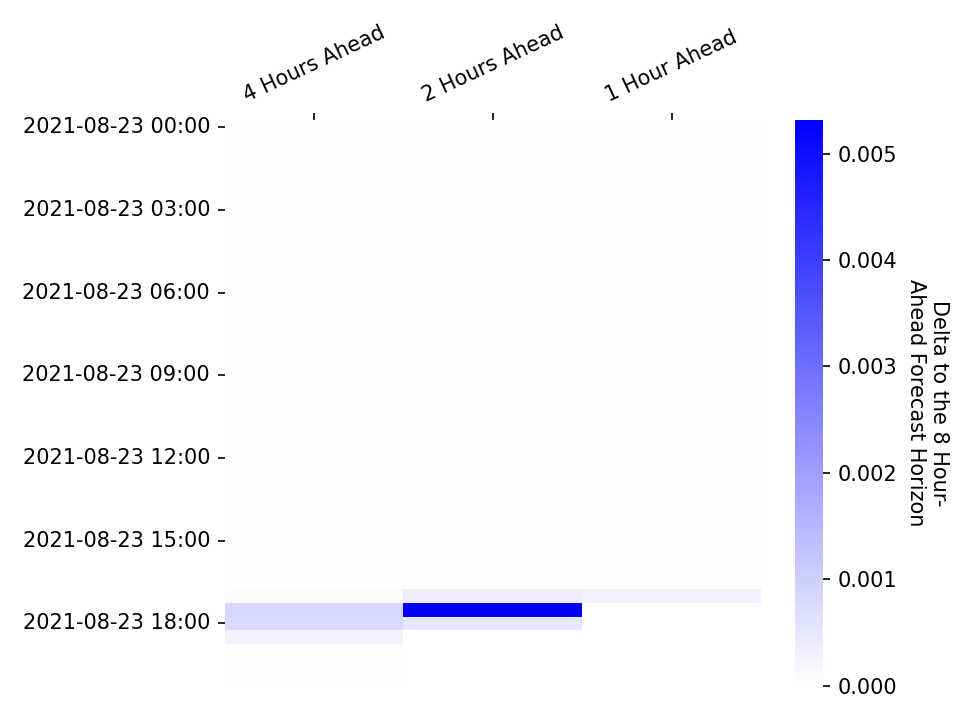 4 Hours Ahead
2 Hours Ahead
1 Hour Ahead
2021-08-23 00:00
2021-08-23 03:00
2021-08-23 06:00
2021-08-23 09:00
2021-08-23 12:00
2021-08-23 15:00
2021-08-23 18:00
0.005
0.004
0.003
0.002
0.001
0.000
Delta to the 8 Hour-
Ahead Forecast Horizon